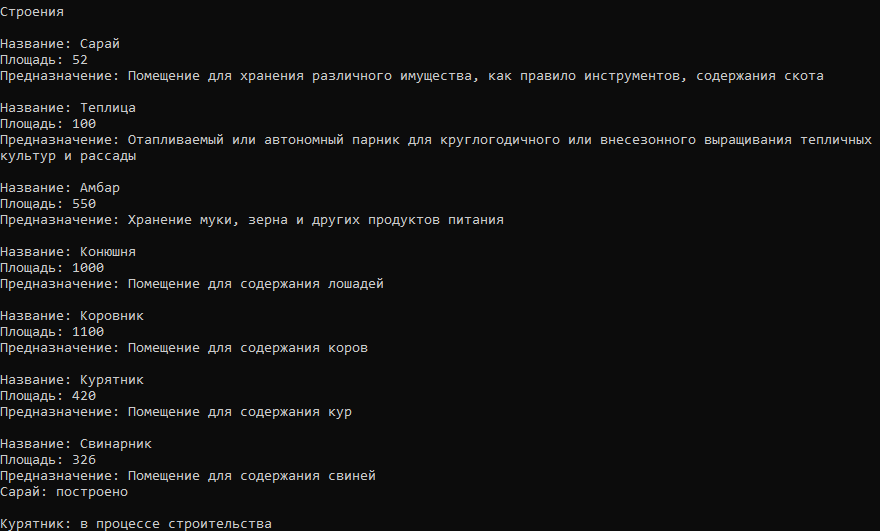 Строения
Название: Сарай
Площадь: 52
Предназначение: Помещение для хранения различного имущества, как правило инструментов, содержания скота
Название: Теплица
Площадь: 100
Предназначение: Отапливаемый или автономный парник для круглогодичного или внесезонного выращивания тепличных
культур и рассады
Название: Амбар
Площадь: 550
Предназначение: Хранение муки, зерна и других продуктов питания
Название: Конюшня
Площадь: 1000
Предназначение: Помещение для содержания лошадей
Название: Коровник
Площадь: 1100
Предназначение: Помещение для содержания коров
Название: Курятник
Площадь: 420
Предназначение: Помещение для содержания кур
Название: Свинарник
Площадь: 326
Предназначение: Помещение для содержания свиней
Сарай: построено
Курятник: в процессе строительства